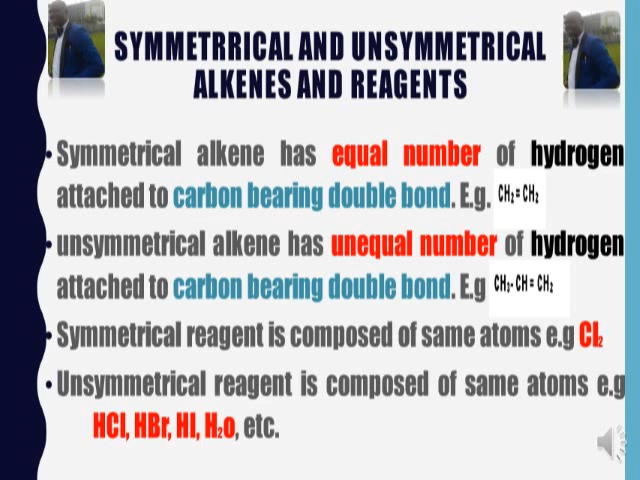 SYMMETRRICAL AND UNSYMMETRICAL
ALKENES AND REAGENTS
• Symmetrical alkene has equal number of hydrogen
attached to carbon bearing double bond. E.g. CH₂ = CH₂
• unsymmetrical alkene has unequal number of hydrogen
attached to carbon bearing double bond. E.g CH₃- CH = CH₂
• Symmetrical reagent is composed of same atoms e.g Cl₂
• Unsymmetrical reagent is composed of same atoms e.g
HCl, HBr, HI, H₂o, etc.